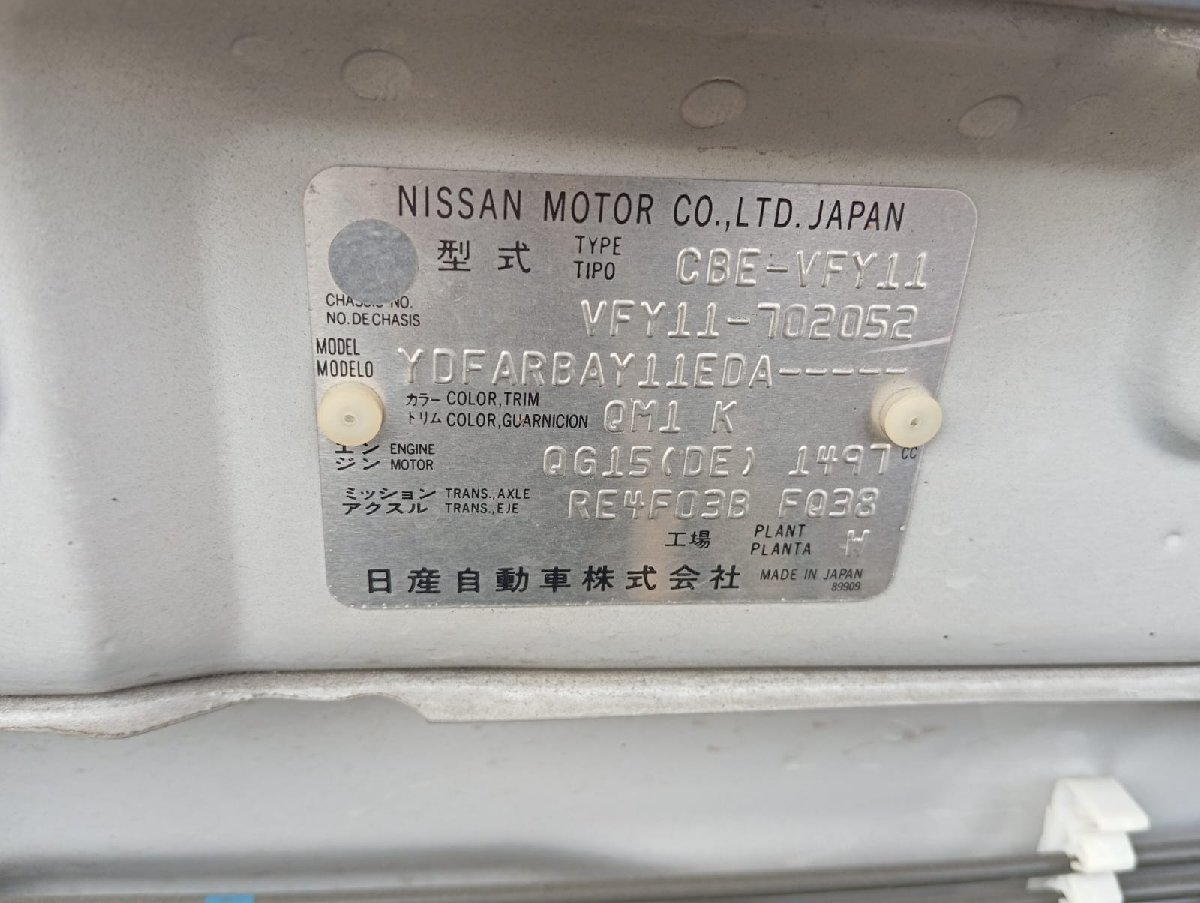 NISSAN MOTOR CO.,LTD. JAPAN
型式 TYPE TIPO CBE-VFY11
CHASSIS NO.
NO. DE CHASIS VFY11-702052
MODEL
MODELO YDFARBAY11EDA-----
カラー COLOR, TRIM
トリム COLOR, GUARNICION QM1 K
エン ENGINE
ジン MOTOR QG15(DE) 1497 CC
ミッション TRANS., AXLE
アクスル TRANS., EJE RE4F03B FQ38
工場 PLANT
PLANTA H
日産自動車株式会社 MADE IN JAPAN
89909